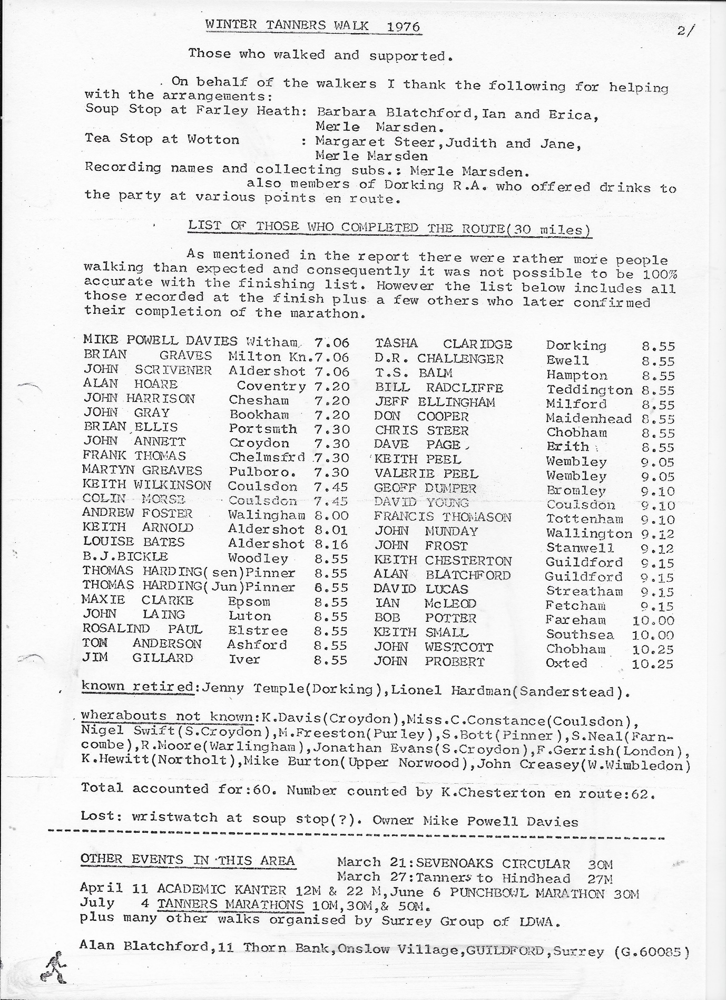 WINTER TANNERS WALK 1976
2/
Those who walked and supported.
On behalf of the walkers I thank the following for helping
with the arrangements:
Soup Stop at Farley Heath: Barbara Blatchford,Ian and Erica,
Merle Marsden.
Tea Stop at Wotton : Margaret Steer,Judith and Jane,
Merle Marsden
Recording names and collecting subs.: Merle Marsden.
also members of Dorking R.A. who offered drinks to
the party at various points en route.
LIST OF THOSE WHO COMPLETED THE ROUTE(30 miles)
As mentioned in the report there were rather more people
walking than expected and consequently it was not possible to be 100%
accurate with the finishing list. However the list below includes all
those recorded at the finish plus a few others who later confirmed
their completion of the marathon.
MIKE POWELL DAVIES Witham. 7.06 TASHA CLARIDGE Dorking 8.55
BRIAN GRAVES Milton Kn.7.06 D.R. CHALLENGER Ewell 8.55
JOHN SCRIVENER Aldershot 7.06 T.S. BALM Hampton 8.55
ALAN HOARE Coventry 7.20 BILL RADCLIFFE Teddington 8.55
JOHN HARRISON Chesham 7.20 JEFF ELLINGHAM Milford 8.55
JOHN GRAY Bookham 7.20 DON COOPER Maidenhead 8.55
BRIAN ELLIS Portsmth 7.30 CHRIS STEER Chobham 8.55
JOHN ANNETT Croydon 7.30 DAVE PAGE Erith 8.55
FRANK THOMAS Chelmsfrd 7.30 KEITH PEEL Wembley 9.05
MARTYN GREAVES Pulboro. 7.30 VALERIE PEEL Wembley 9.05
KEITH WILKINSON Coulsdon 7.45 GEOFF DUMPER Bromley 9.10
COLIN MORSE Coulsdon 7.45 DAVID YOUNG Coulsdon 9.10
ANDREW FOSTER Walingham 8.00 FRANCIS THOMASON Tottenham 9.10
KEITH ARNOLD Aldershot 8.01 JOHN MUNDAY Wallington 9.12
LOUISE BATES Aldershot 8.16 JOHN FROST Stanwell 9.12
B.J.BICKLE Woodley 8.55 KEITH CHESTERTON Guildford 9.15
THOMAS HARDING(sen)Pinner 8.55 ALAN BLATCHFORD Guildford 9.15
THOMAS HARDING(Jun)Pinner 8.55 DAVID LUCAS Streatham 9.15
MAXIE CLARKE Epsom 8.55 IAN McLEOD Fetcham 9.15
JOHN LAING Luton 8.55 BOB POTTER Fareham 10.00
ROSALIND PAUL Elstree 8.55 KEITH SMALL Southsea 10.00
TOM ANDERSON Ashford 8.55 JOHN WESTCOTT Chobham 10.25
JIM GILLARD Iver 8.55 JOHN PROBERT Oxted 10.25
known retired:Jenny Temple(Dorking),Lionel Hardman(Sanderstead).
wherabouts not known:K.Davis(Croydon),Miss.C.Constance(Coulsdon),
Nigel Swift(S.Croydon),M.Freeston(Purley),S.Bott(Pinner),S.Neal(Farn-
combe),R.Moore(Warlingham),Jonathan Evans(S.Croydon),F.Gerrish(London),
K.Hewitt(Northolt),Mike Burton(Upper Norwood),John Creasey(W.Wimbledon)
Total accounted for:60. Number counted by K.Chesterton en route:62.
Lost: wristwatch at soup stop(?). Owner Mike Powell Davies
OTHER EVENTS IN THIS AREA March 21:SEVENOAKS CIRCULAR 30M
March 27:Tanners to Hindhead 27M
April 11 ACADEMIC KANTER 12M & 22 M,June 6 PUNCHBOWL MARATHON 30M
July 4 TANNERS MARATHONS 10M,30M,& 50M.
plus many other walks organised by Surrey Group of LDWA.
Alan Blatchford,11 Thorn Bank,Onslow Village,GUILDFORD,Surrey (G.60085)